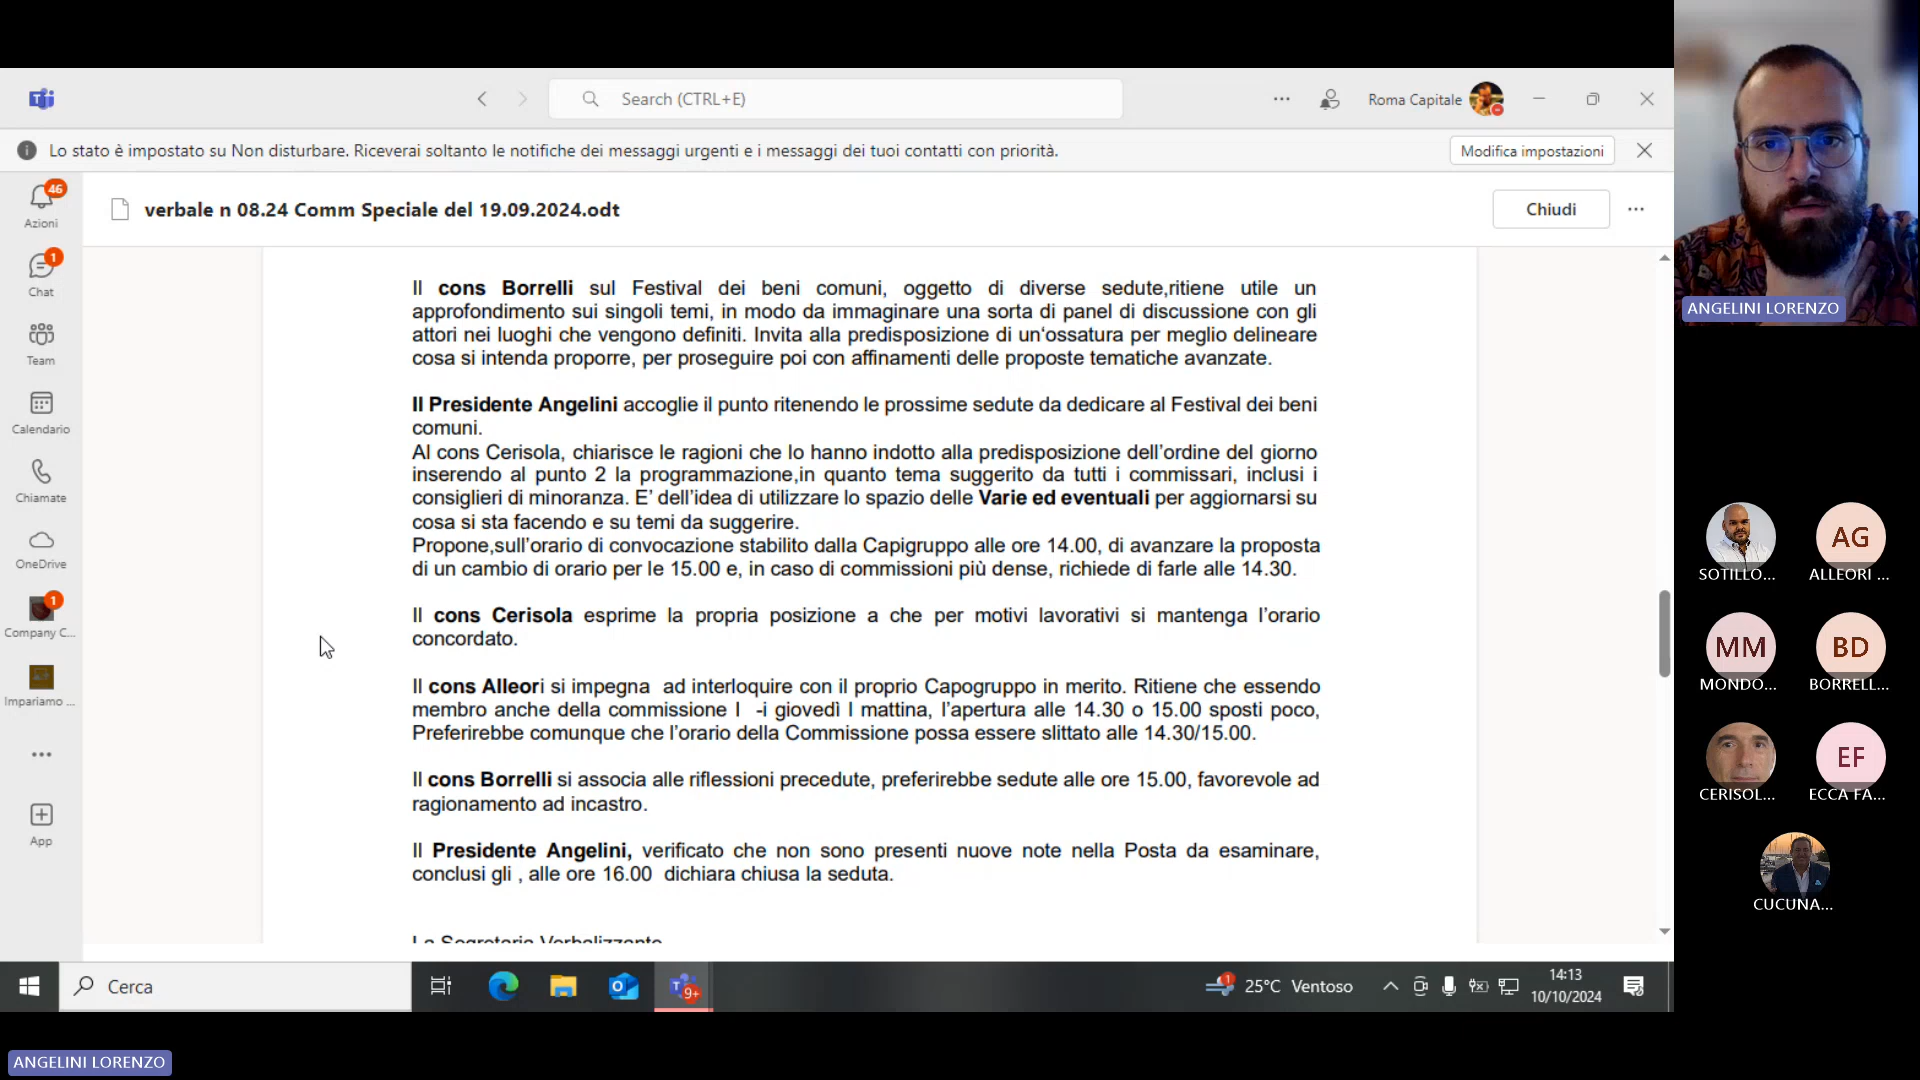 Search (CTRL+E)
Roma Capitale
Lo stato è impostato su Non disturbare. Riceverai soltanto le notifiche dei messaggi urgenti e i messaggi dei tuoi contatti con priorità.
Modifica impostazioni
46
Azioni
1
Chat
Team
Calendario
Chiamate
OneDrive
1
Company C...
Impariamo ...
App
verbale n 08.24 Comm Speciale del 19.09.2024.odt
Chiudi
Il cons Borrelli sul Festival dei beni comuni, oggetto di diverse sedute,ritiene utile un
approfondimento sui singoli temi, in modo da immaginare una sorta di panel di discussione con gli
attori nei luoghi che vengono definiti. Invita alla predisposizione di un‘ossatura per meglio delineare
cosa si intenda proporre, per proseguire poi con affinamenti delle proposte tematiche avanzate.
Il Presidente Angelini accoglie il punto ritenendo le prossime sedute da dedicare al Festival dei beni
comuni.
Al cons Cerisola, chiarisce le ragioni che lo hanno indotto alla predisposizione dell’ordine del giorno
inserendo al punto 2 la programmazione,in quanto tema suggerito da tutti i commissari, inclusi i
consiglieri di minoranza. E’ dell’idea di utilizzare lo spazio delle Varie ed eventuali per aggiornarsi su
cosa si sta facendo e su temi da suggerire.
Propone,sull’orario di convocazione stabilito dalla Capigruppo alle ore 14.00, di avanzare la proposta
di un cambio di orario per le 15.00 e, in caso di commissioni più dense, richiede di farle alle 14.30.
Il cons Cerisola esprime la propria posizione a che per motivi lavorativi si mantenga l’orario
concordato.
Il cons Alleori si impegna ad interloquire con il proprio Capogruppo in merito. Ritiene che essendo
membro anche della commissione I -i giovedì I mattina, l’apertura alle 14.30 o 15.00 sposti poco,
Preferirebbe comunque che l’orario della Commissione possa essere slittato alle 14.30/15.00.
Il cons Borrelli si associa alle riflessioni precedute, preferirebbe sedute alle ore 15.00, favorevole ad
ragionamento ad incastro.
Il Presidente Angelini, verificato che non sono presenti nuove note nella Posta da esaminare,
conclusi gli , alle ore 16.00 dichiara chiusa la seduta.
La Segretaria Verbalizzante
Cerca
9+
1
25°C Ventoso
14:13
10/10/2024
ANGELINI LORENZO
SOTILLO...
AG
ALLEORI ...
MM
MONDO...
BD
BORRELL...
CERISOL...
EF
ECCA FA...
CUCUNA...
ANGELINI LORENZO